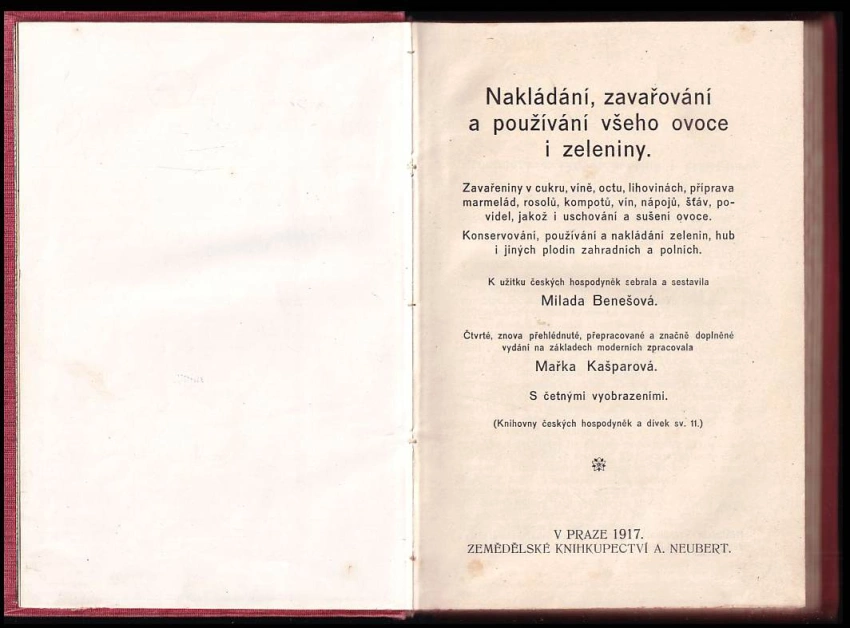 Nakládání, zavařování
a používání všeho ovoce
i zeleniny.
Zavařeniny v cukru, víně, octu, lihovinách, příprava
marmelád, rosolů, kompotů, vín, nápojů, šťáv, po-
videl, jakož i uschování a sušení ovoce.
Konservování, používání a nakládání zelenin, hub
i jiných plodin zahradních a polních.
K užitku českých hospodyněk sebrala a sestavila
Milada Benešová.
Čtvrté, znova přehlédnuté, přepracované a značně doplněné
vydání na základech moderních zpracovala
Mařka Kašparová.
S četnými vyobrazeními.
(Knihovny českých hospodyněk a dívek sv. 11.)
V PRAZE 1917.
ZEMĚDĚLSKÉ KNIHKUPECTVÍ A. NEUBERT.